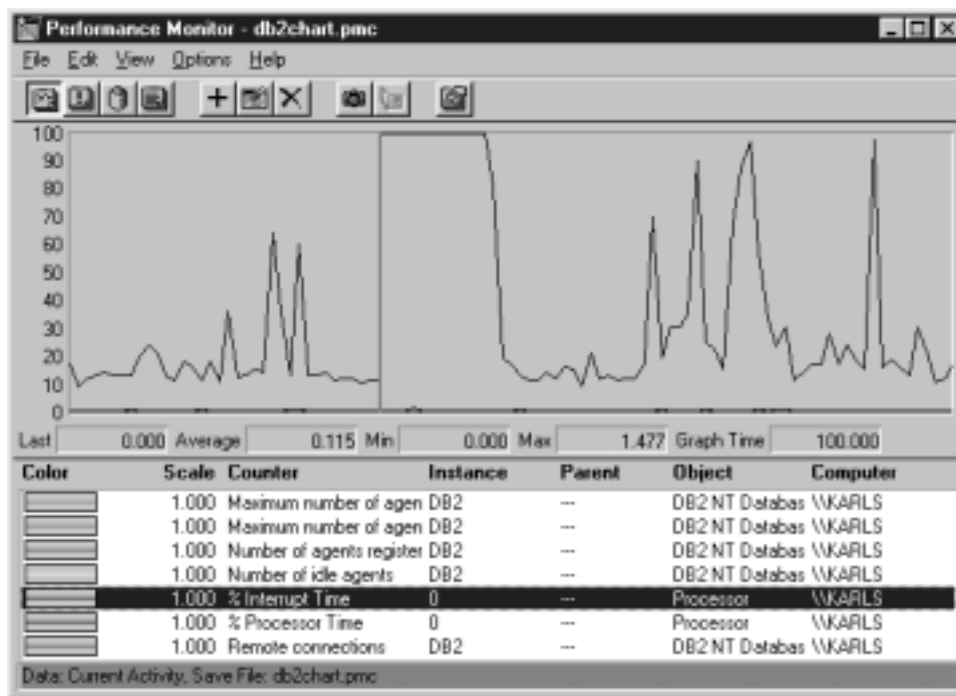 Performance Monitor - db2chart.pmc
File Edit View Options Help
100
90
80
70
60
50
40
30
20
10
0
Last 0.000 Average 0.115 Min 0.000 Max 1.477 Graph Time 100.000
Color Scale Counter Instance Parent Object Computer
1.000 Maximum number of agen DB2 --- DB2 NT Databas \\KARLS
1.000 Maximum number of agen DB2 --- DB2 NT Databas \\KARLS
1.000 Number of agents register DB2 --- DB2 NT Databas \\KARLS
1.000 Number of idle agents DB2 --- DB2 NT Databas \\KARLS
1.000 % Interrupt Time 0 --- Processor \\KARLS
1.000 % Processor Time 0 --- Processor \\KARLS
1.000 Remote connections DB2 --- DB2 NT Databas \\KARLS
Data: Current Activity, Save File: db2chart.pmc